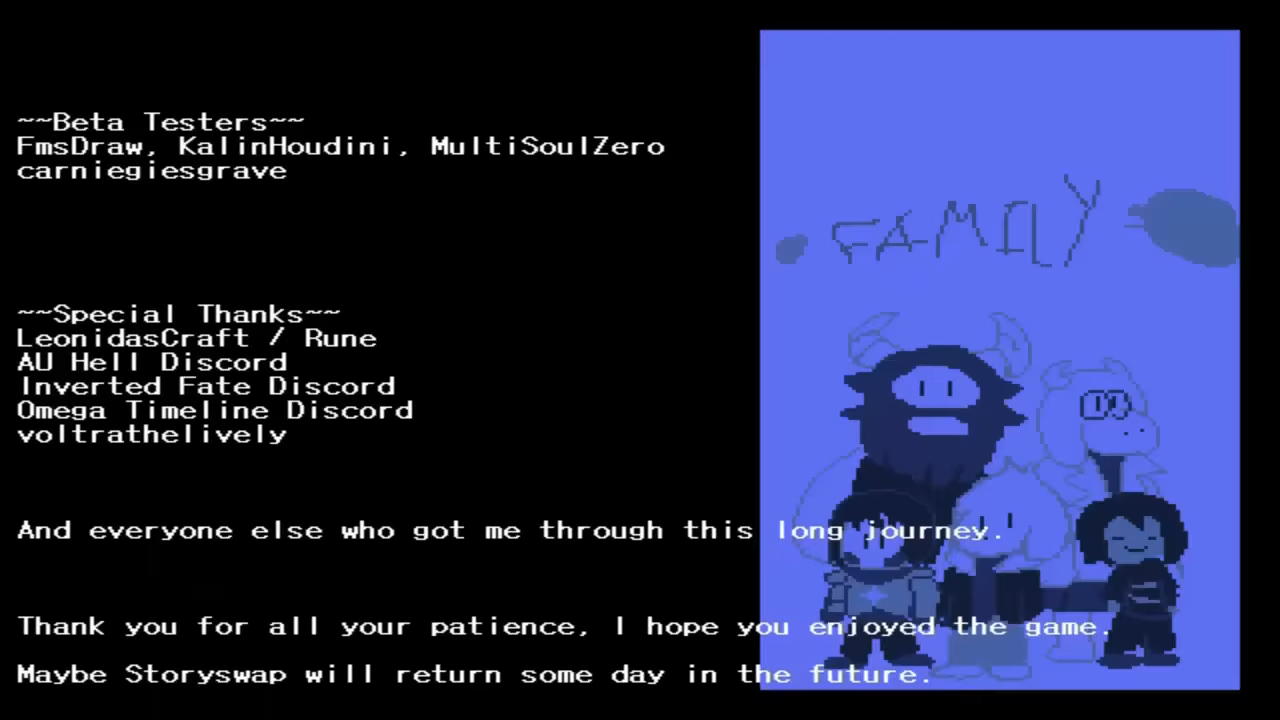 ~~Beta Testers~~
FmsDraw, KalinHoudini, MultiSoulZero
carniegiesgrave
FAMILY
~~Special Thanks~~
LeonidasCraft / Rune
AU Hell Discord
Inverted Fate Discord
Omega Timeline Discord
voltrathelively
And everyone else who got me through this long journey.
Thank you for all your patience, I hope you enjoyed the game.
Maybe Storyswap will return some day in the future.